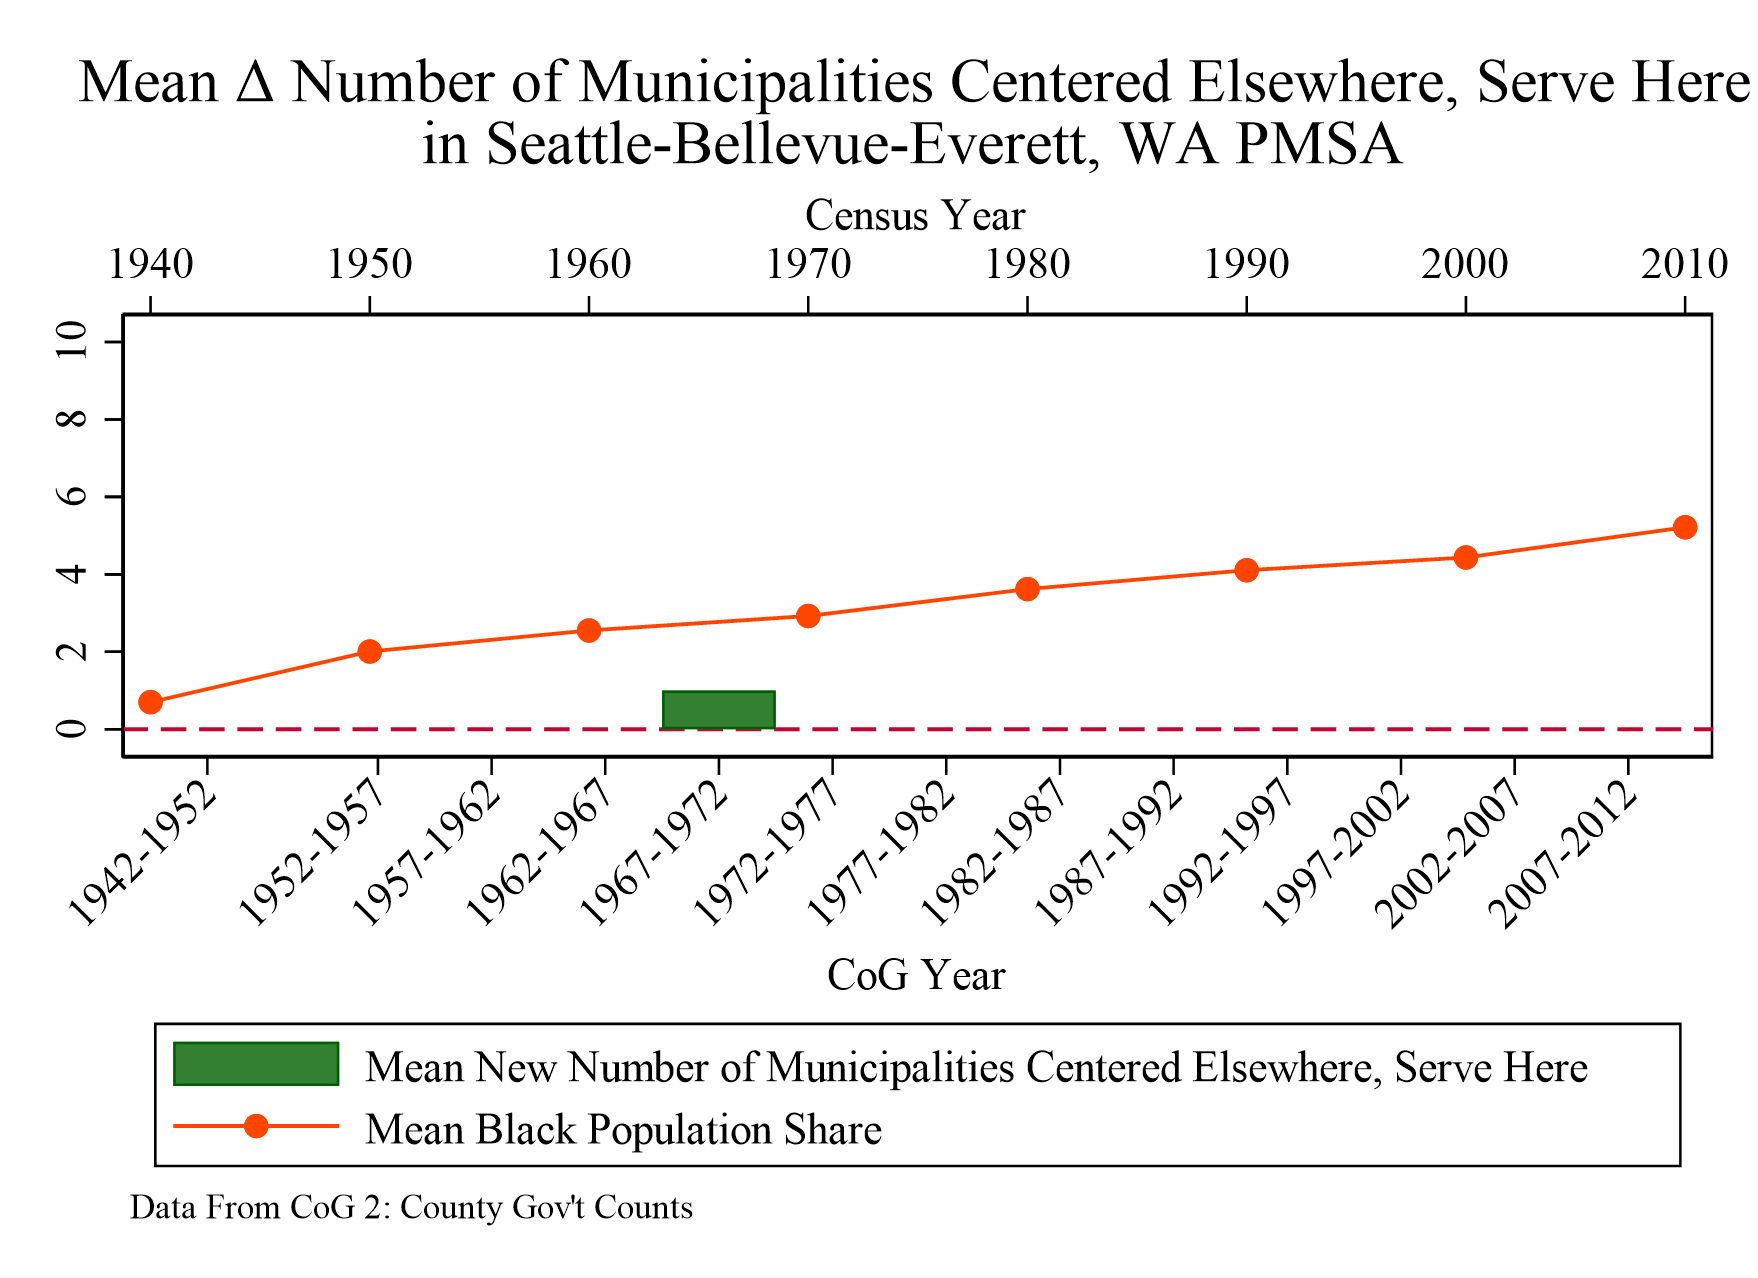 Mean Δ Number of Municipalities Centered Elsewhere, Serve Here
in Seattle-Bellevue-Everett, WA PMSA
Census Year
1940 1950 1960 1970 1980 1990 2000 2010
10
8
6
4
2
0
1942-1952 1952-1957 1957-1962 1962-1967 1967-1972 1972-1977 1977-1982 1982-1987 1987-1992 1992-1997 1997-2002 2002-2007 2007-2012
CoG Year
Mean New Number of Municipalities Centered Elsewhere, Serve Here
Mean Black Population Share
Data From CoG 2: County Gov't Counts